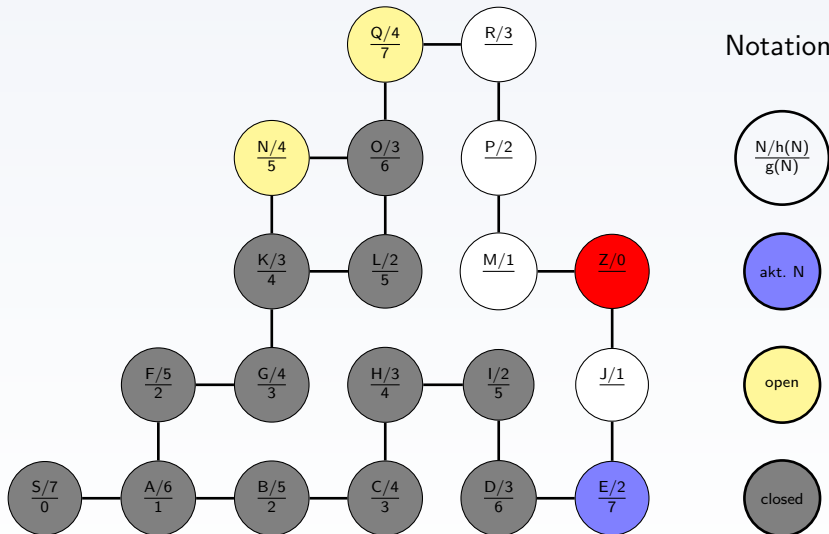 Q/4
7
R/3
Notation
N/4
5
O/3
6
P/2
N/h(N)
g(N)
K/3
4
L/2
5
M/1
Z/0
akt. N
F/5
2
G/4
3
H/3
4
I/2
5
J/1
open
S/7
0
A/6
1
B/5
2
C/4
3
D/3
6
E/2
7
closed